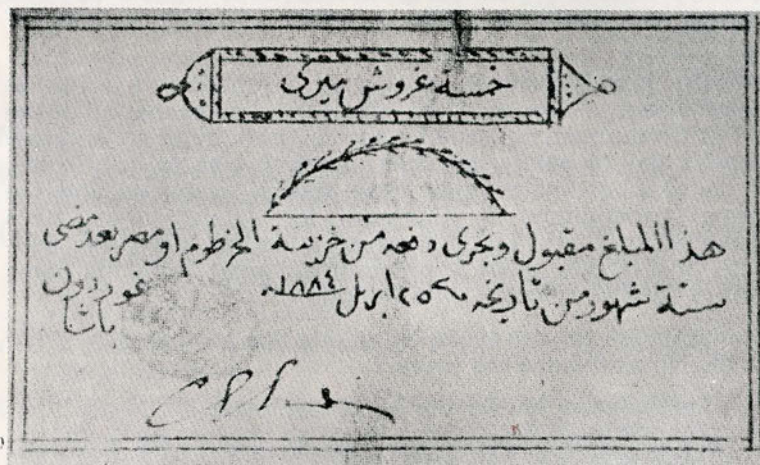 خمسة غروش ميرى
هذا المبلغ مقبول ويجرى دفعه من خزينة الخرطوم او مصر بعد مضى
ستة شهور من تاريخه ٢٥ ابريل ١٨٨٤
غوردون
باشا